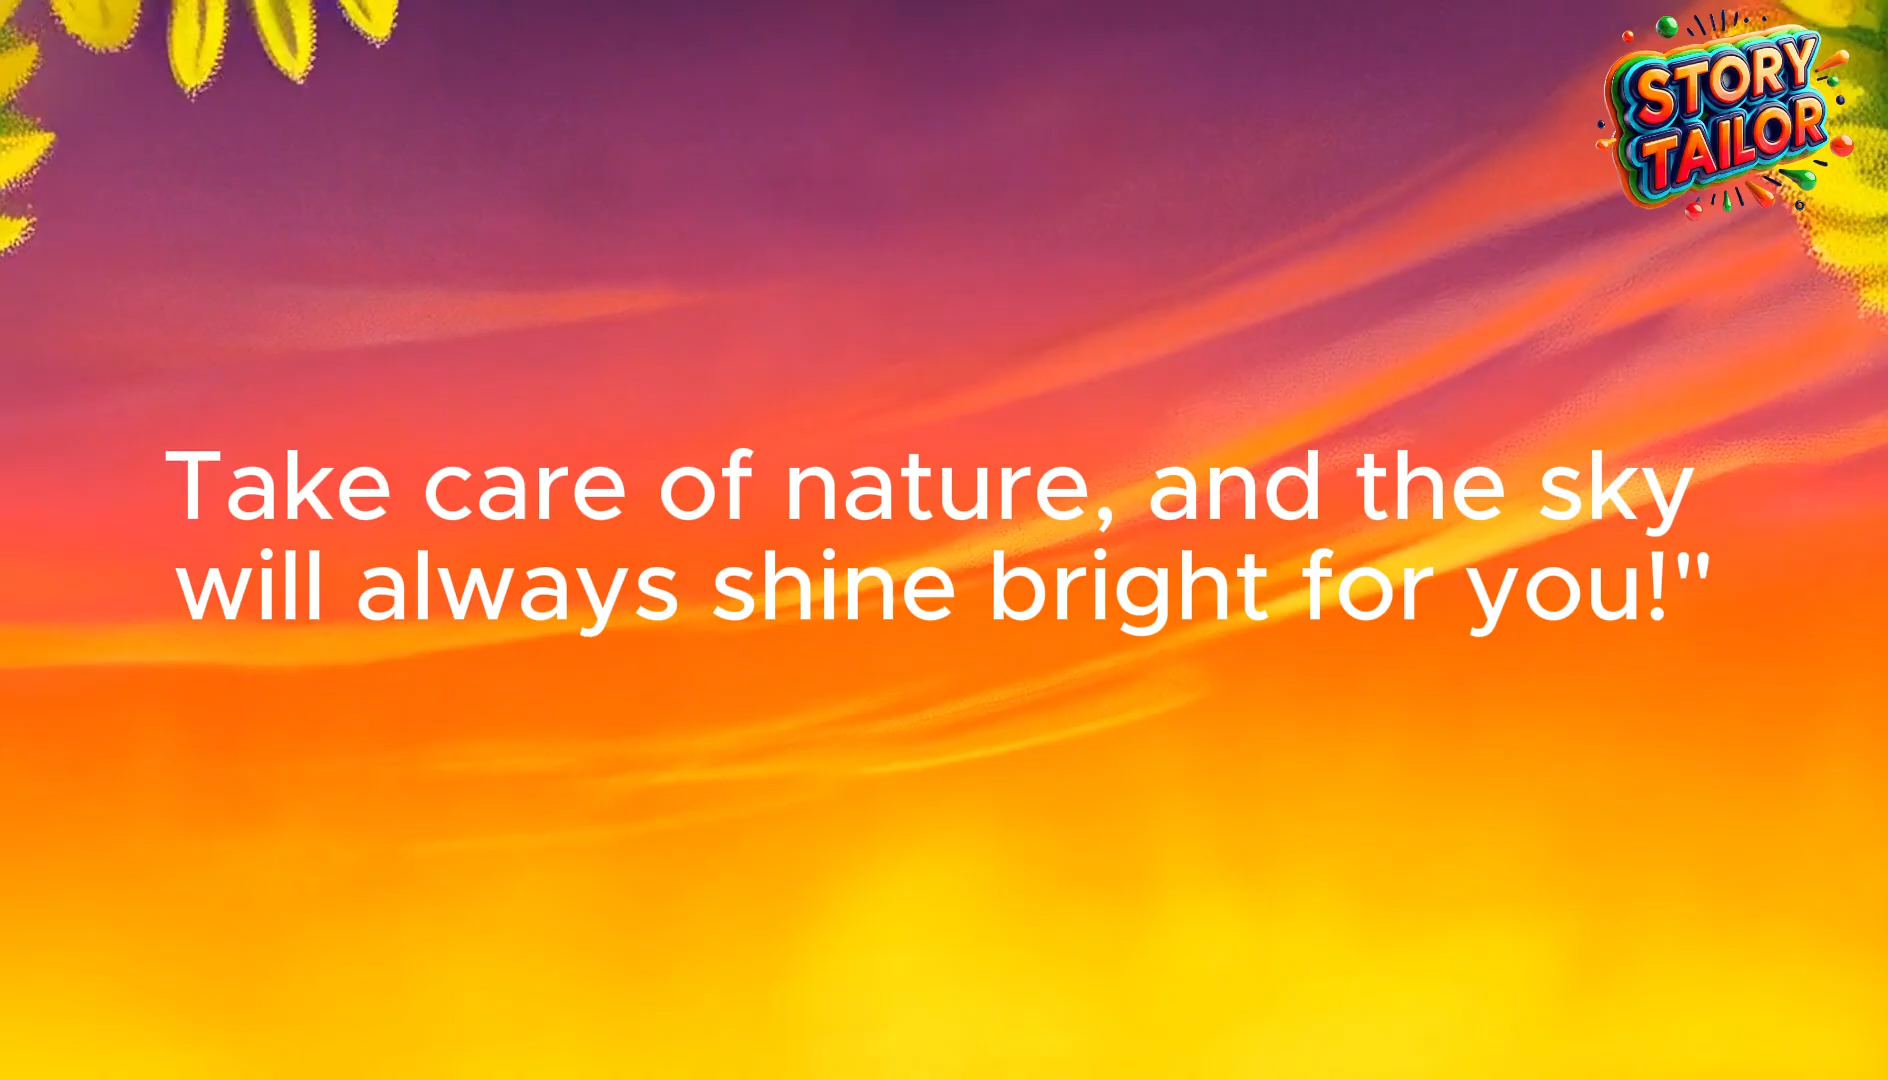 STORY
TAILOR
Take care of nature, and the sky
will always shine bright for you!"